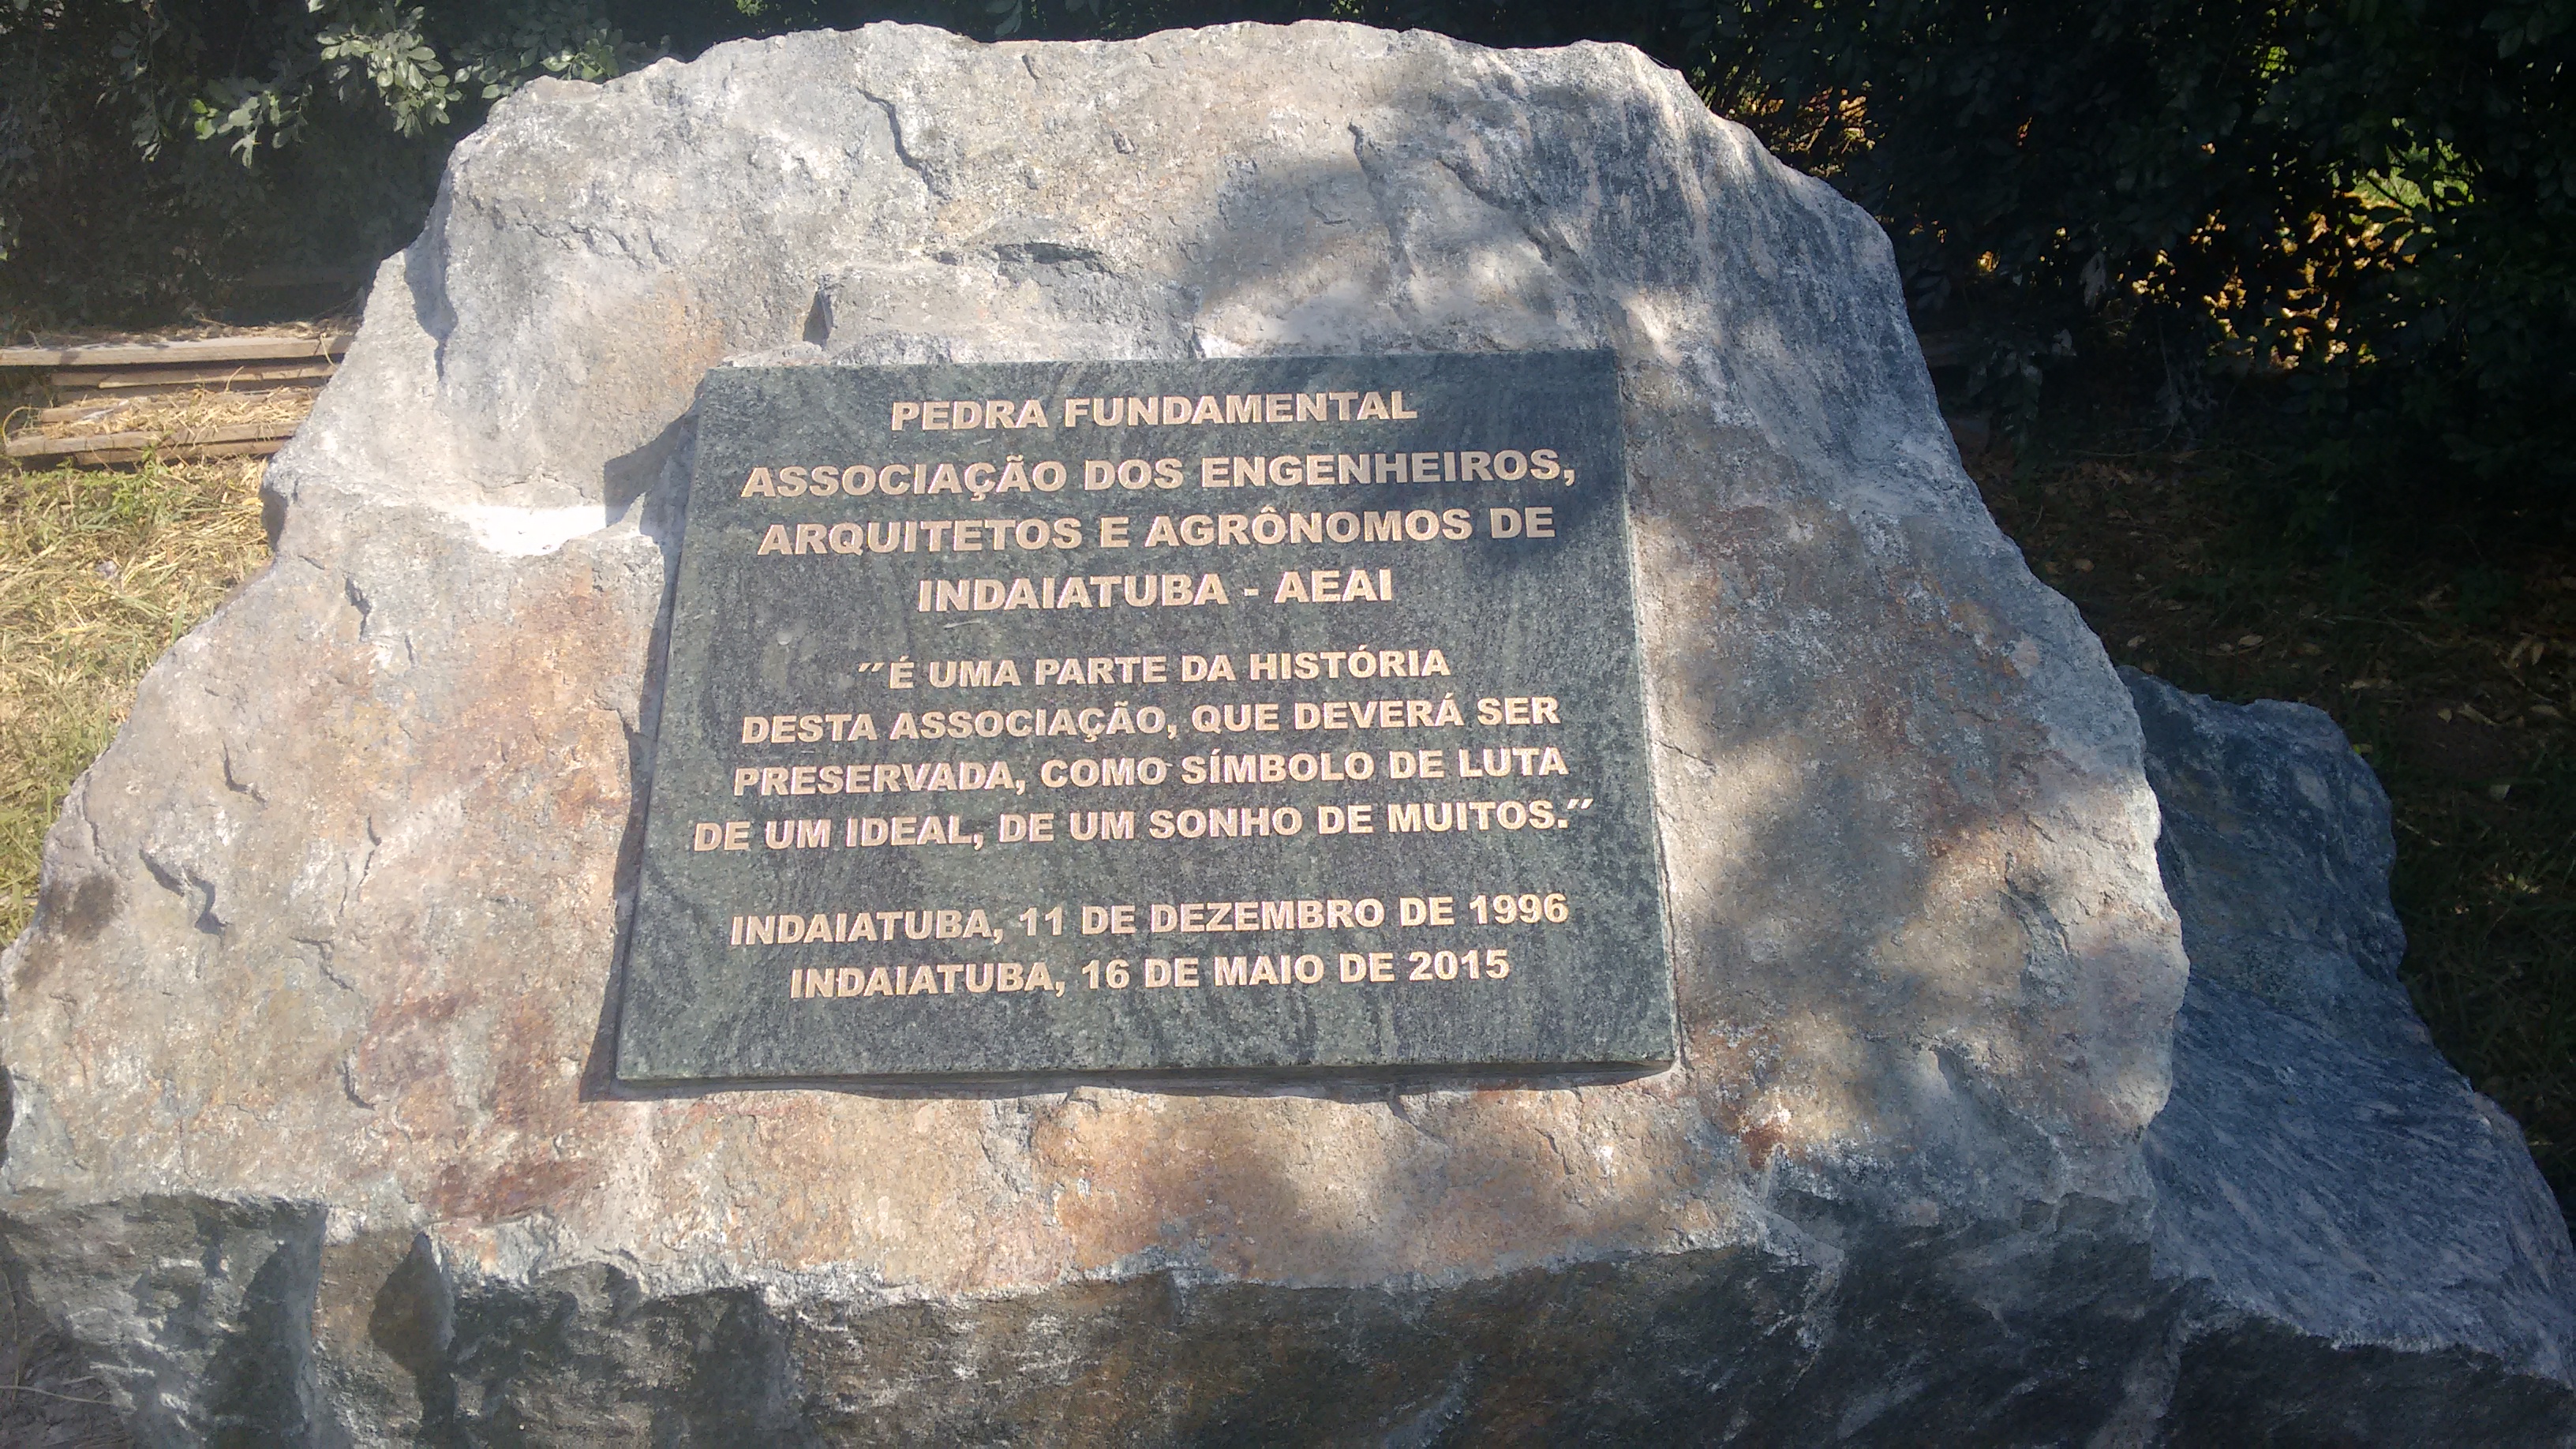 PEDRA FUNDAMENTAL
ASSOCIAÇÃO DOS ENGENHEIROS,
ARQUITETOS E AGRÔNOMOS DE
INDAIATUBA - AEAI
"É UMA PARTE DA HISTÓRIA
DESTA ASSOCIAÇÃO, QUE DEVERÁ SER
PRESERVADA, COMO SÍMBOLO DE LUTA
DE UM IDEAL, DE UM SONHO DE MUITOS."
INDAIATUBA, 11 DE DEZEMBRO DE 1996
INDAIATUBA, 16 DE MAIO DE 2015